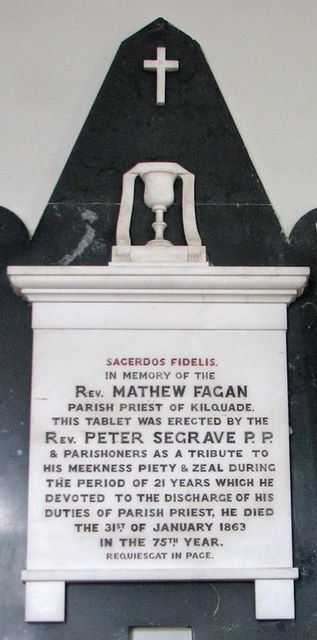 SACERDOS FIDELIS.
IN MEMORY OF THE
REV. MATHEW FAGAN
PARISH PRIEST OF KILQUADE.
THIS TABLET WAS ERECTED BY THE
REV. PETER SEGRAVE P.P.
& PARISHONERS AS A TRIBUTE TO
HIS MEEKNESS PIETY & ZEAL DURING
THE PERIOD OF 21 YEARS WHICH HE
DEVOTED TO THE DISCHARGE OF HIS
DUTIES OF PARISH PRIEST, HE DIED
THE 31ST OF JANUARY 1863
IN THE 75TH YEAR.
REQUIESCAT IN PACE.